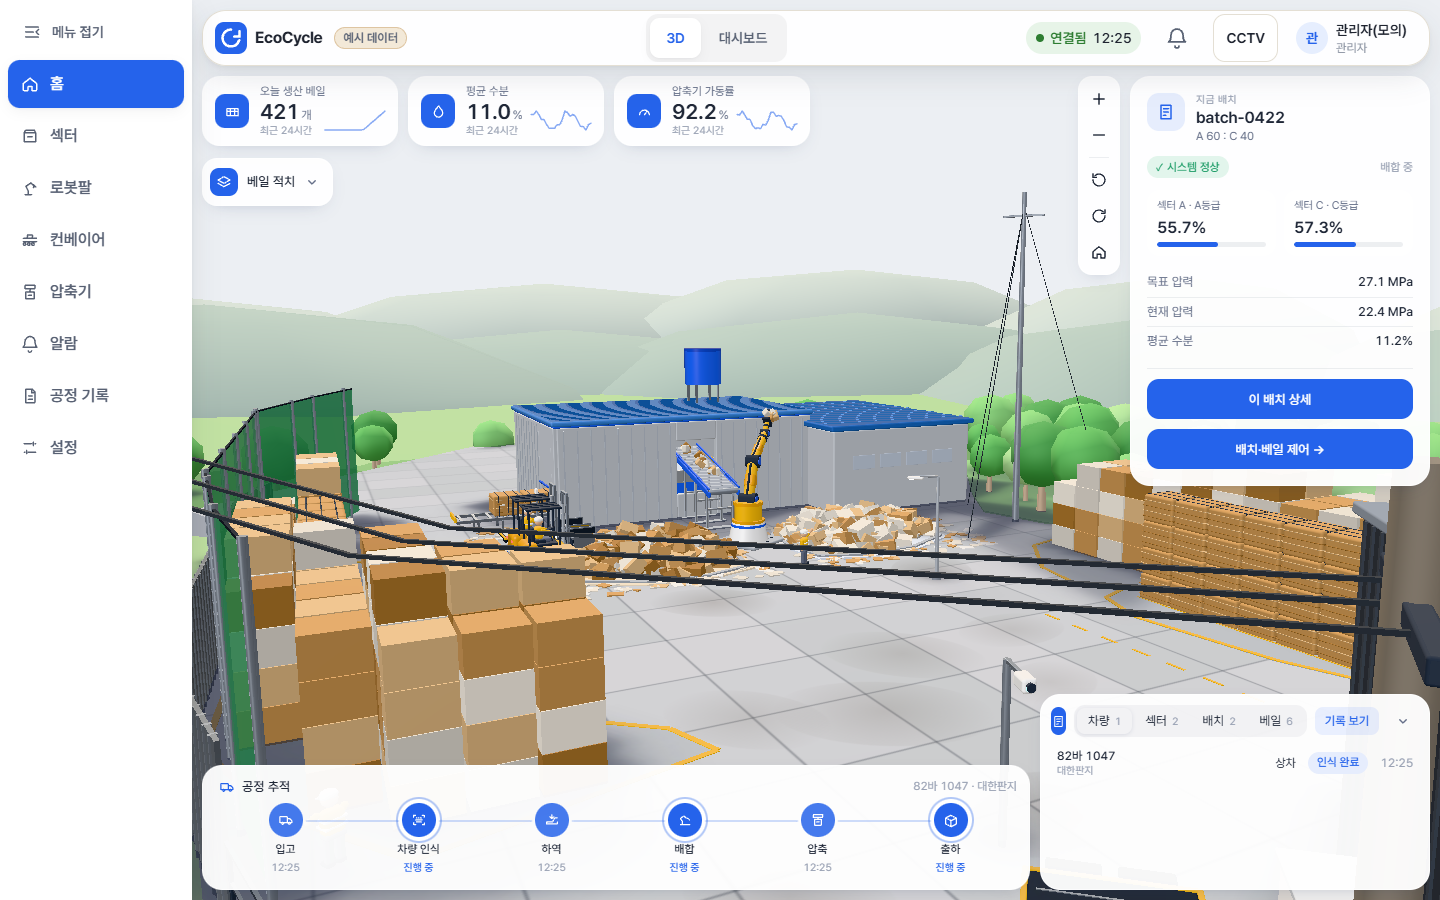 메뉴 접기
홈
섹터
로봇팔
컨베이어
압축기
알람
공정 기록
설정
EcoCycle
예시 데이터
3D
대시보드
연결됨 12:25
CCTV
관
관리자(모의)
관리자
오늘 생산 베일
421개
최근 24시간
평균 수분
11.0%
최근 24시간
압축기 가동률
92.2%
최근 24시간
베일 적치
지금 배치
batch-0422
A 60 : C 40
✓ 시스템 정상
배합 중
섹터 A · A등급
55.7%
섹터 C · C등급
57.3%
목표 압력 27.1 MPa
현재 압력 22.4 MPa
평균 수분 11.2%
이 배치 상세
배치·베일 제어 →
공정 추적
82바 1047 · 대한판지
입고
12:25
차량 인식
진행 중
하역
12:25
배합
진행 중
압축
12:25
출하
진행 중
차량 1
섹터 2
배치 2
베일 6
기록 보기
82바 1047
대한판지
상차
인식 완료
12:25